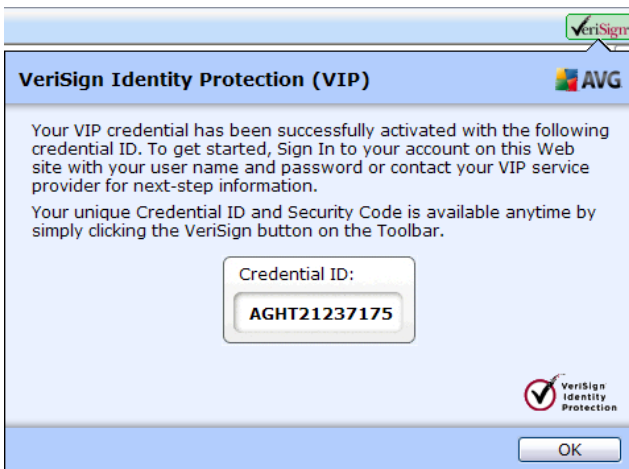 VeriSign
VeriSign Identity Protection (VIP)
AVG
Your VIP credential has been successfully activated with the following
credential ID. To get started, Sign In to your account on this Web
site with your user name and password or contact your VIP service
provider for next-step information.
Your unique Credential ID and Security Code is available anytime by
simply clicking the VeriSign button on the Toolbar.
Credential ID:
AGHT21237175
VeriSign
Identity
Protection
OK